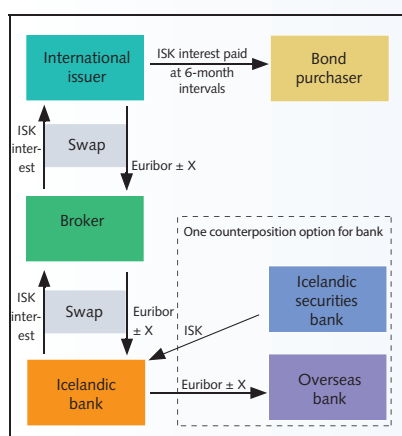 International
issuer
ISK interest paid
at 6-month
intervals
Bond
purchaser
ISK
inter-
est
Swap
Euribor ± X
Broker
One counterposition option for bank
ISK
inter-
est
Swap
Euribor
± X
ISK
Icelandic
securities
bank
Icelandic
bank
Euribor ± X
Overseas
bank